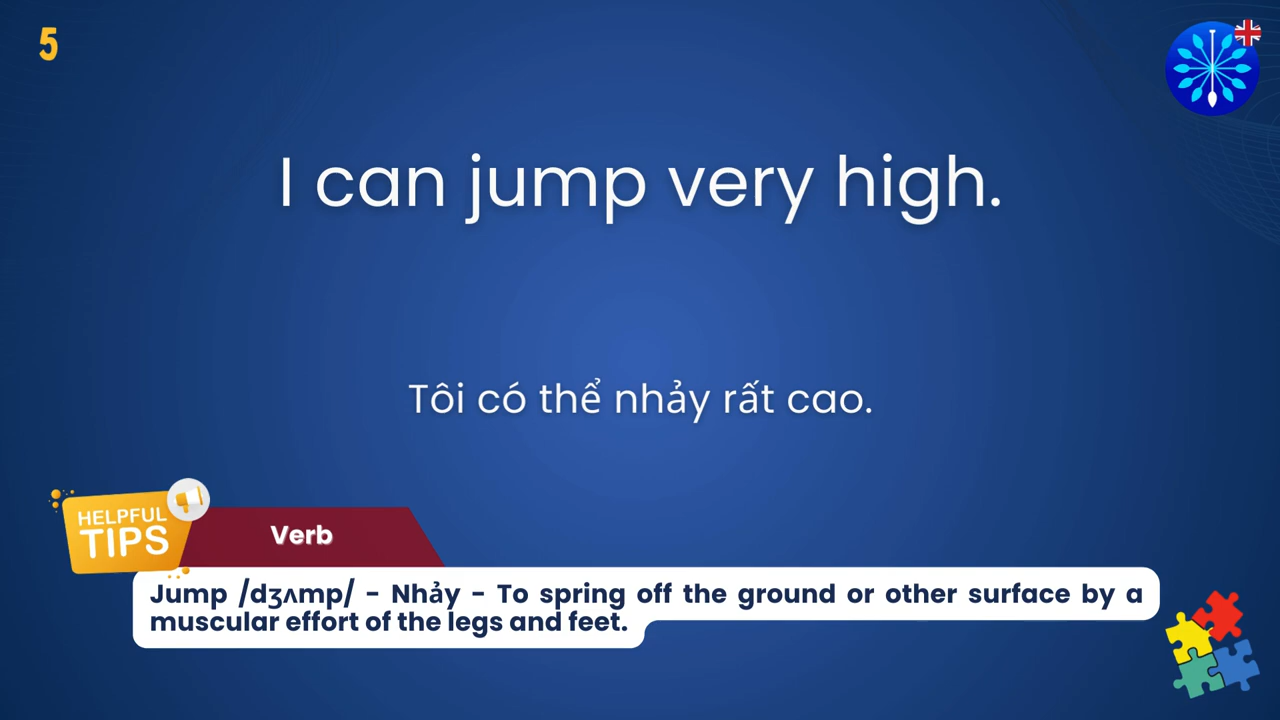 5
I can jump very high.
Tôi có thể nhảy rất cao.
HELPFUL
TIPS
Verb
Jump /dʒʌmp/ - Nhảy - To spring off the ground or other surface by a
muscular effort of the legs and feet.